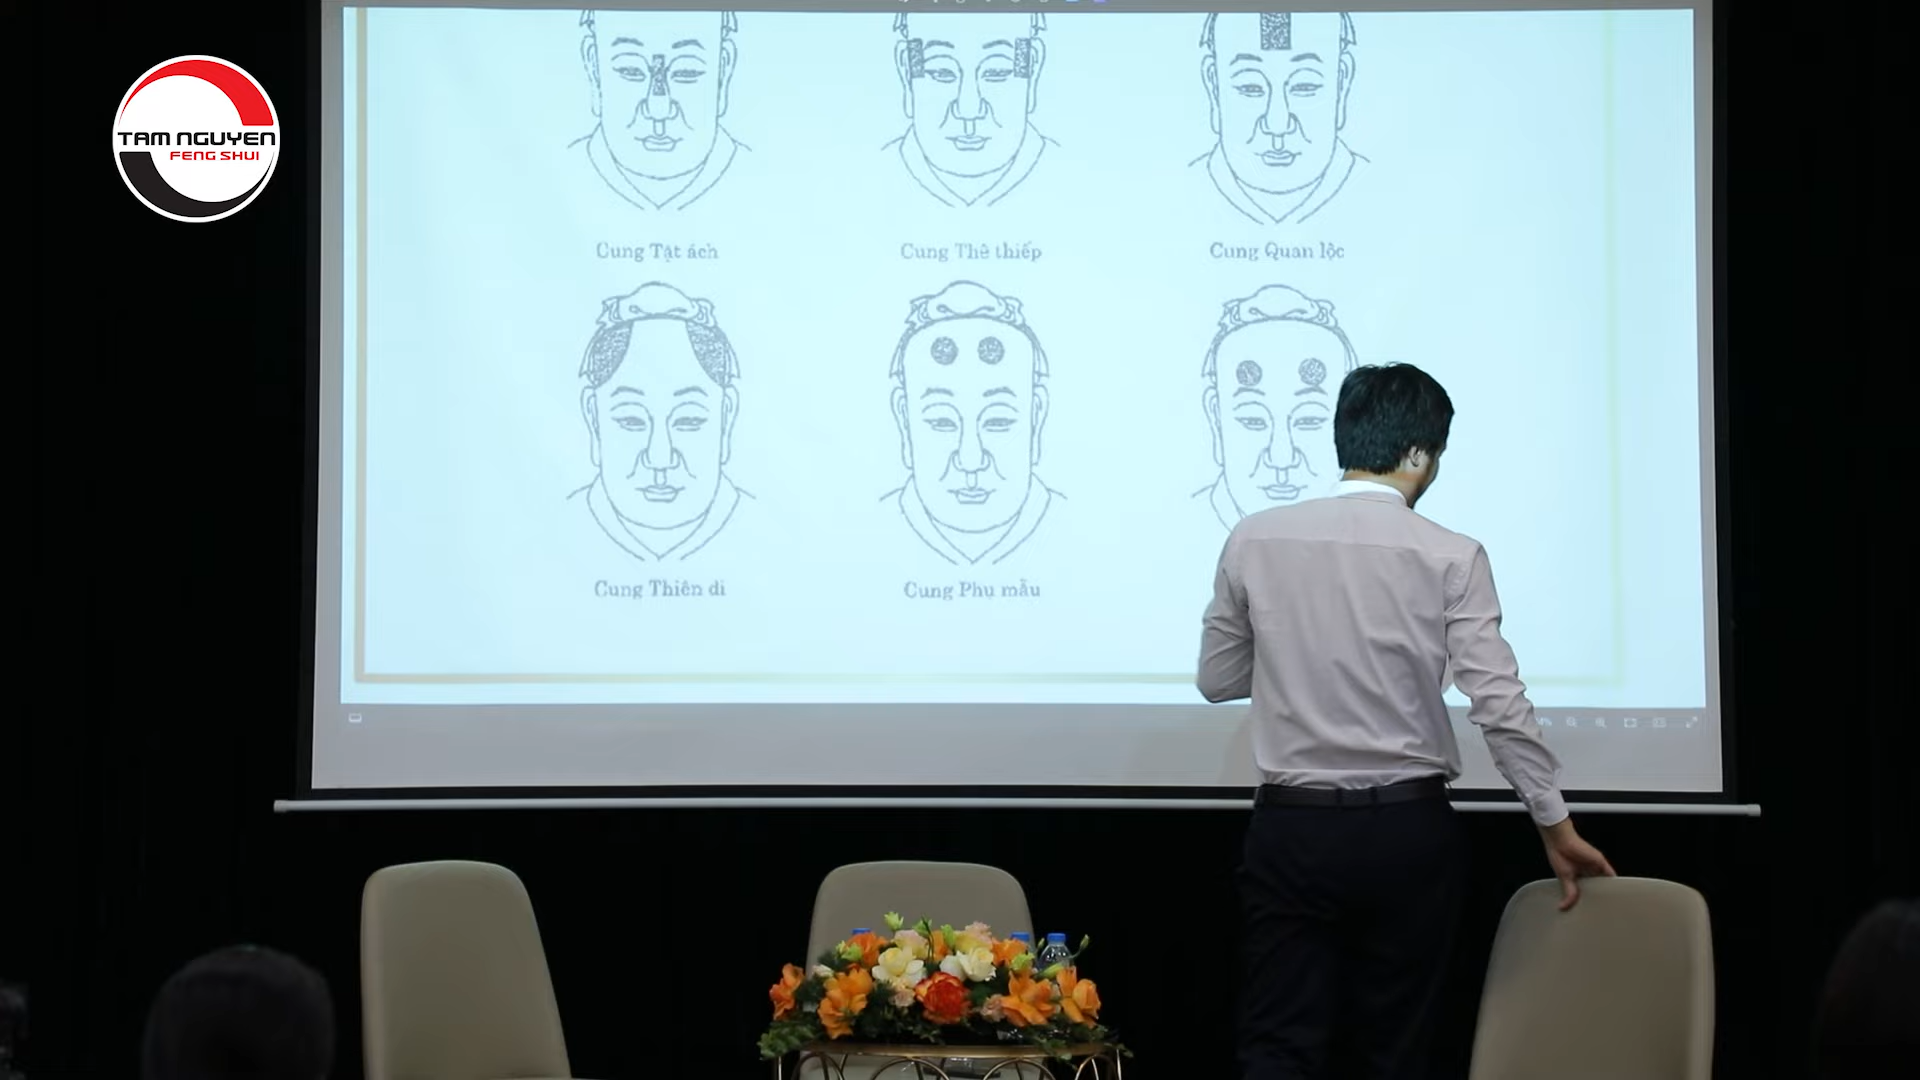 TAM NGUYEN
FENG SHUI
Cung Tật ách
Cung Thê thiếp
Cung Quan lộc
Cung Thiên di
Cung Phụ mẫu